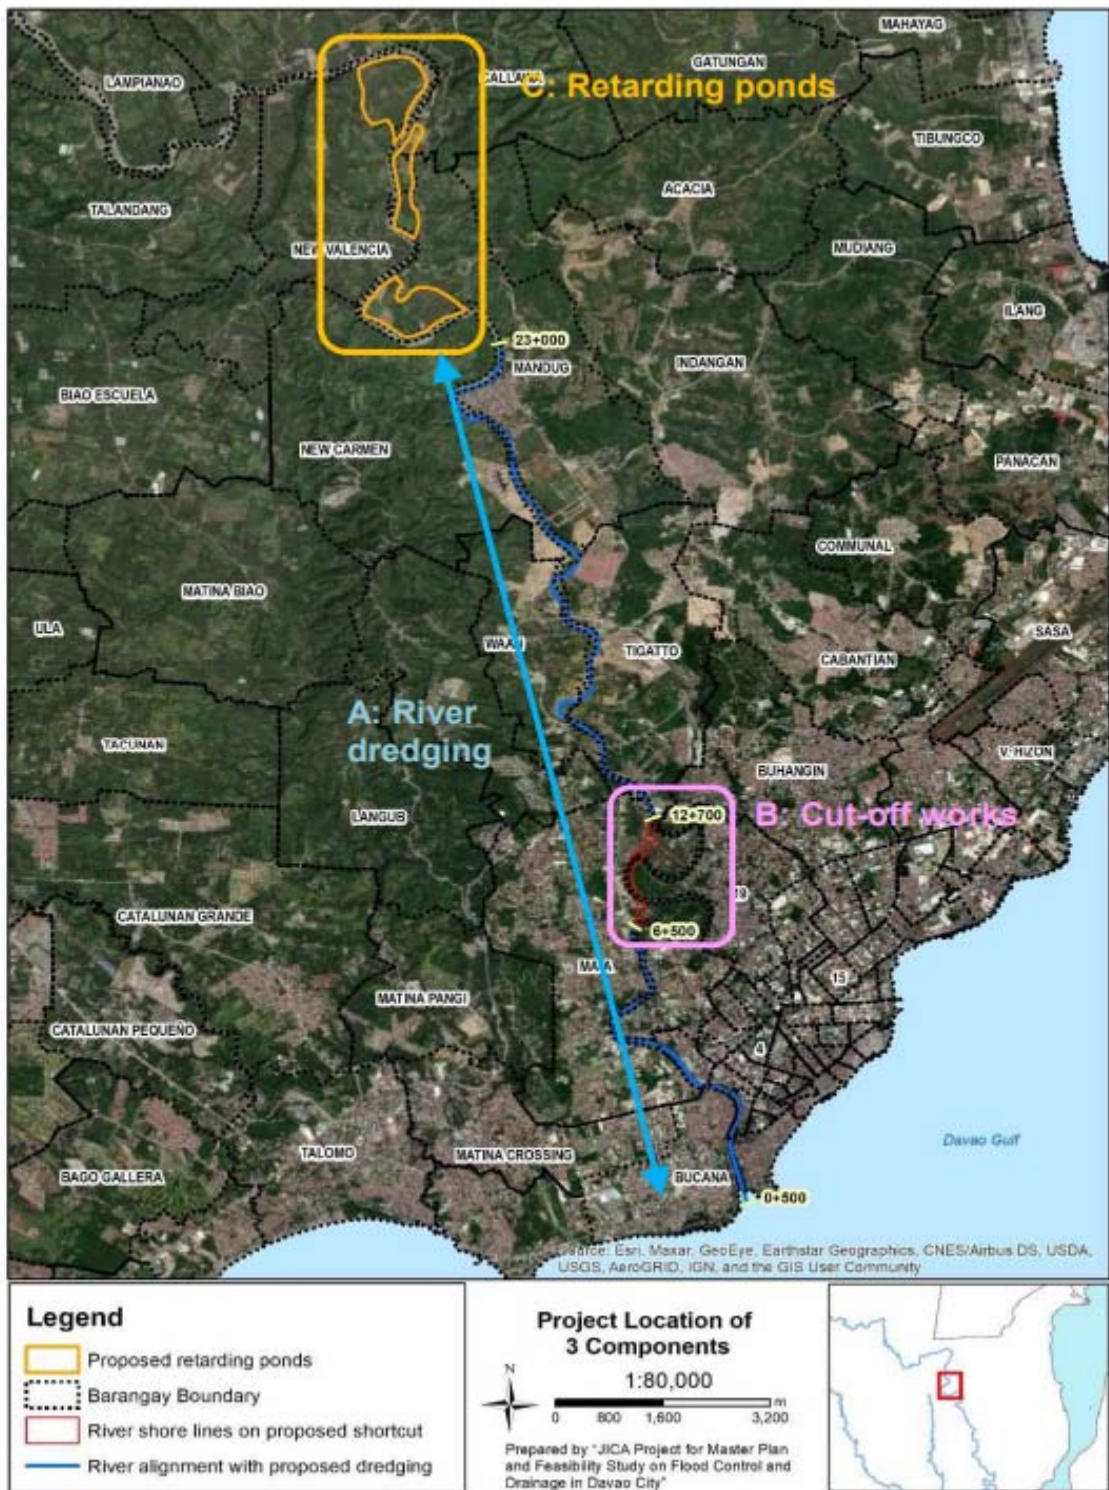 MAHAYAG
GATUNGAN
LAMPIANAO
CALLAWA
C: Retarding ponds
TIBUNGCO
ACACIA
TALANDANG
NEW VALENCIA
MUDIANG
ILANG
23+000
MANDUG
INDANGAN
BIAO ESCUELA
NEW CARMEN
PANACAN
COMMUNAL
MATINA BIAO
ULA
WAAN
TIGATTO
SASA
CABANTIAN
A: River
dredging
TACUNAN
V. HIZON
BUHANGIN
LANGUB
12+700
B: Cut-off works
19
CATALUNAN GRANDE
6+500
MAA
15
MATINA PANGI
CATALUNAN PEQUEÑO
4
Davao Gulf
TALOMO
MATINA CROSSING
BAGO GALLERA
BUCANA
0+500
Source: Esri, Maxar, GeoEye, Earthstar Geographics, CNES/Airbus DS, USDA,
USGS, AeroGRID, IGN, and the GIS User Community
Legend
Proposed retarding ponds
Barangay Boundary
River shore lines on proposed shortcut
River alignment with proposed dredging
Project Location of
3 Components
N
1:80,000
m
0 800 1,600 3,200
Prepared by "JICA Project for Master Plan
and Feasibility Study on Flood Control and
Drainage in Davao City"